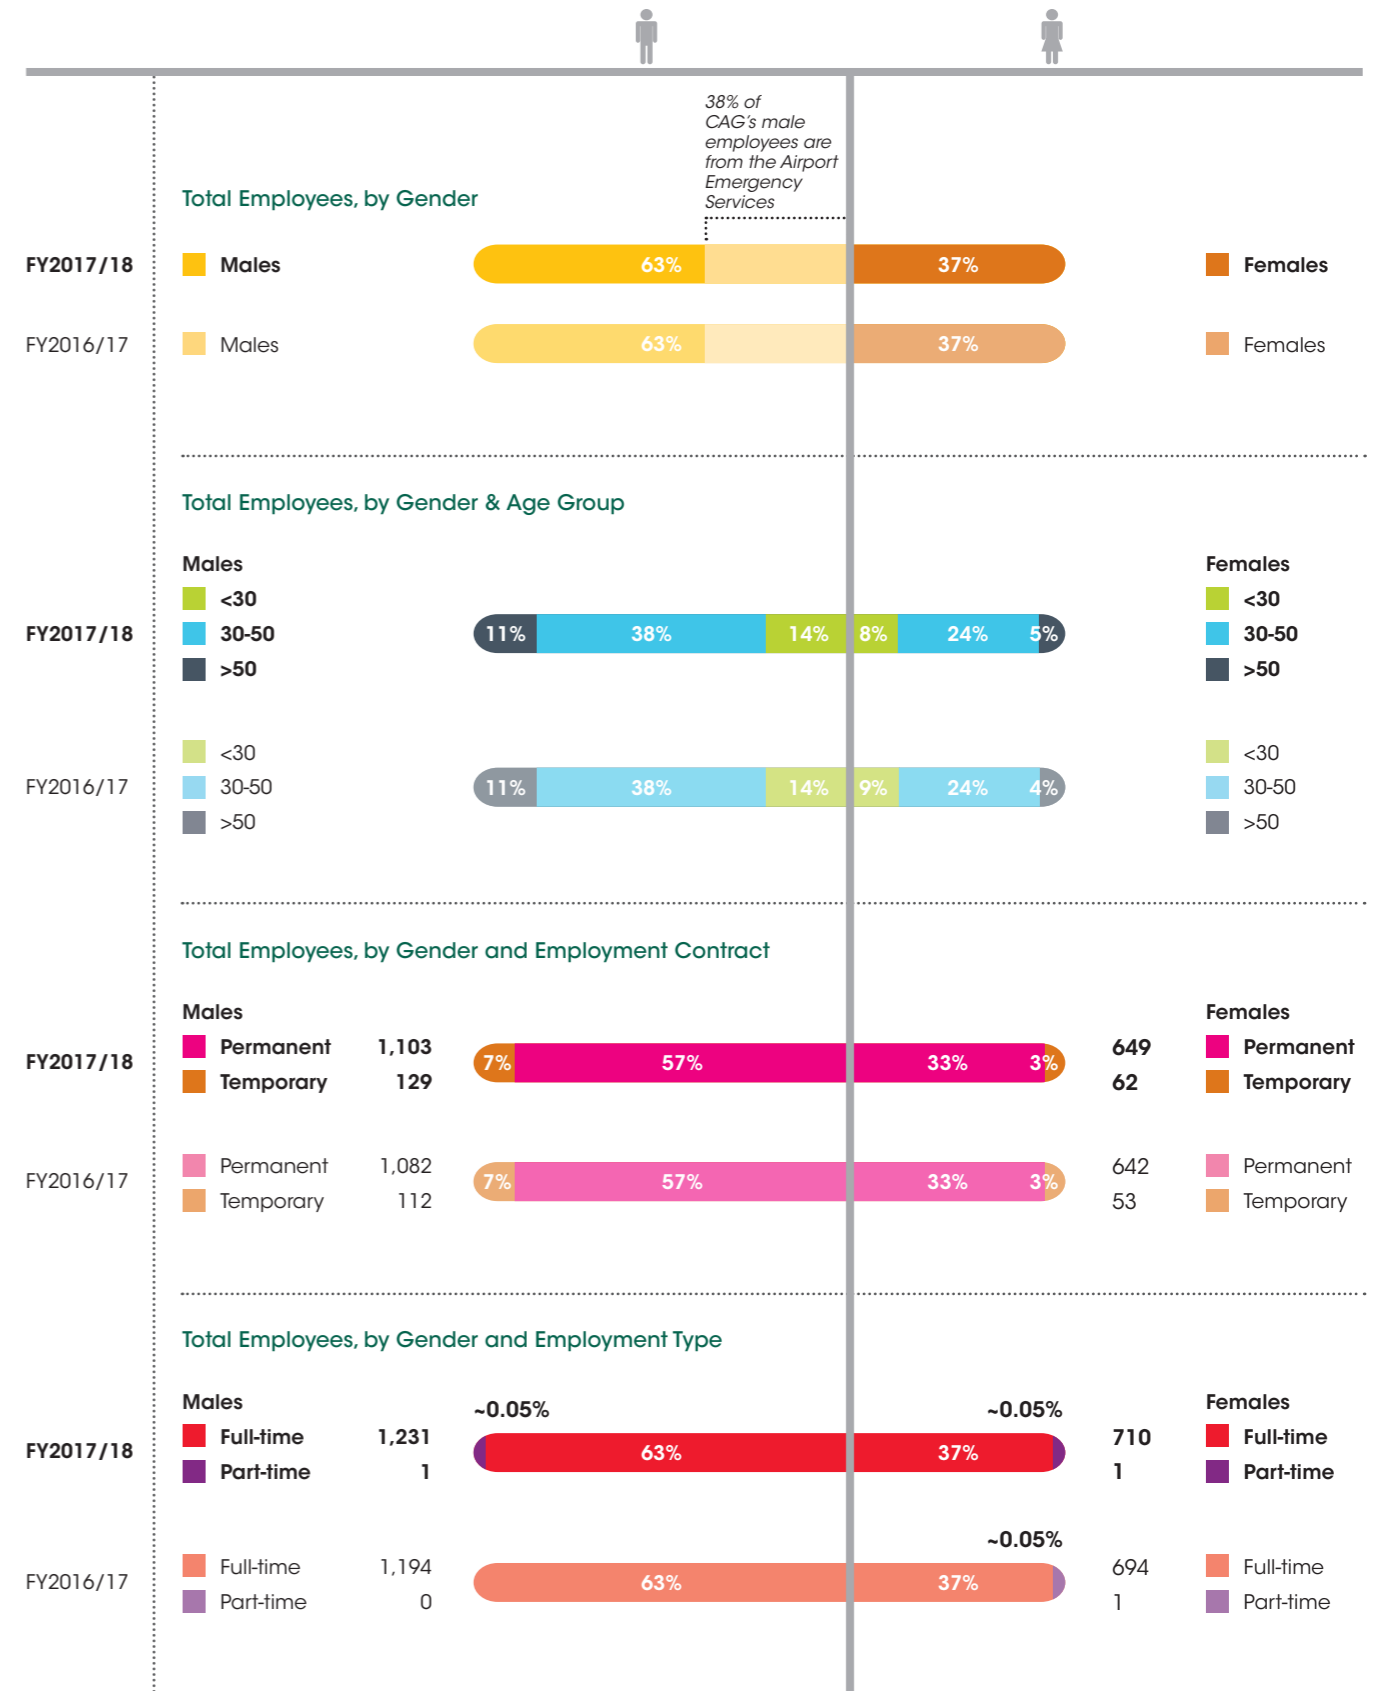 38% of
CAG's male
employees are
from the Airport
Emergency
Services
Total Employees, by Gender
FY2017/18 Males 63% 37% Females
FY2016/17 Males 63% 37% Females
Total Employees, by Gender & Age Group
Males Females
<30 <30
FY2017/18 30-50 11% 38% 14% 8% 24% 5% 30-50
>50 >50
<30 <30
FY2016/17 30-50 11% 38% 14% 9% 24% 4% 30-50
>50 >50
Total Employees, by Gender and Employment Contract
Males Females
Permanent 1,103 649 Permanent
FY2017/18 7% 57% 33% 3%
Temporary 129 62 Temporary
Permanent 1,082 642 Permanent
FY2016/17 7% 57% 33% 3%
Temporary 112 53 Temporary
Total Employees, by Gender and Employment Type
Males ~0.05% ~0.05% Females
Full-time 1,231 710 Full-time
FY2017/18 63% 37%
Part-time 1 1 Part-time
~0.05%
Full-time 1,194 694 Full-time
FY2016/17 63% 37%
Part-time 0 1 Part-time